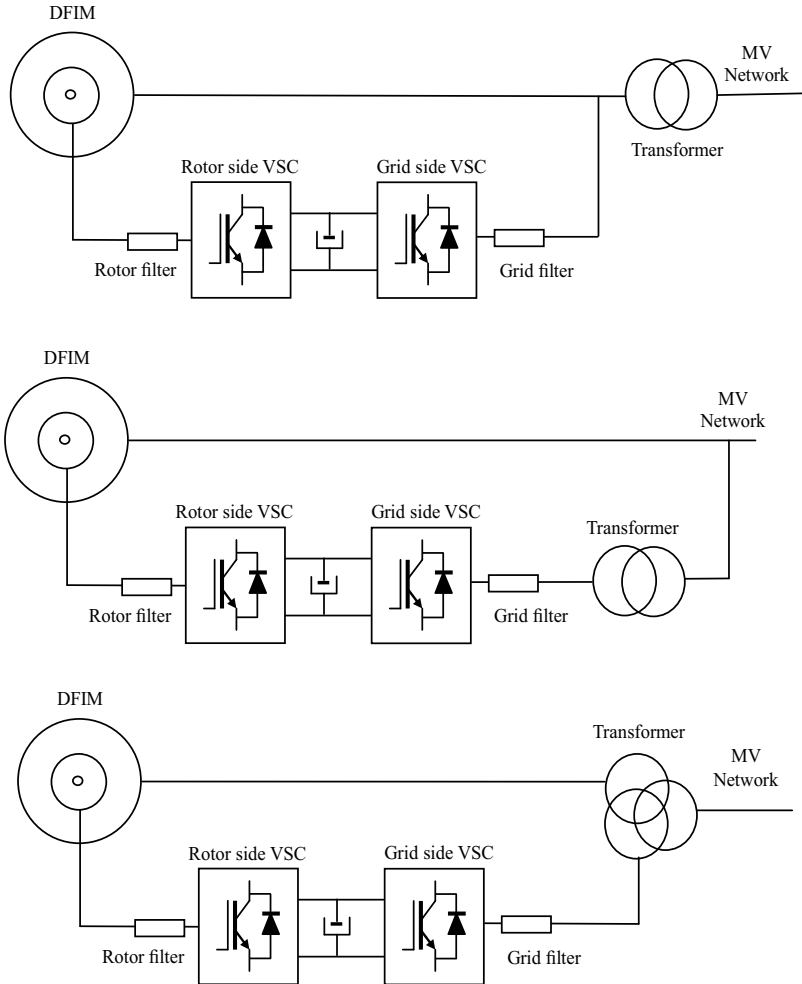 DFIM
MV
Network
Transformer
Rotor side VSC
Grid side VSC
Rotor filter
Grid filter
DFIM
MV
Network
Rotor side VSC
Grid side VSC
Transformer
Rotor filter
Grid filter
DFIM
Transformer
MV
Network
Rotor side VSC
Grid side VSC
Rotor filter
Grid filter